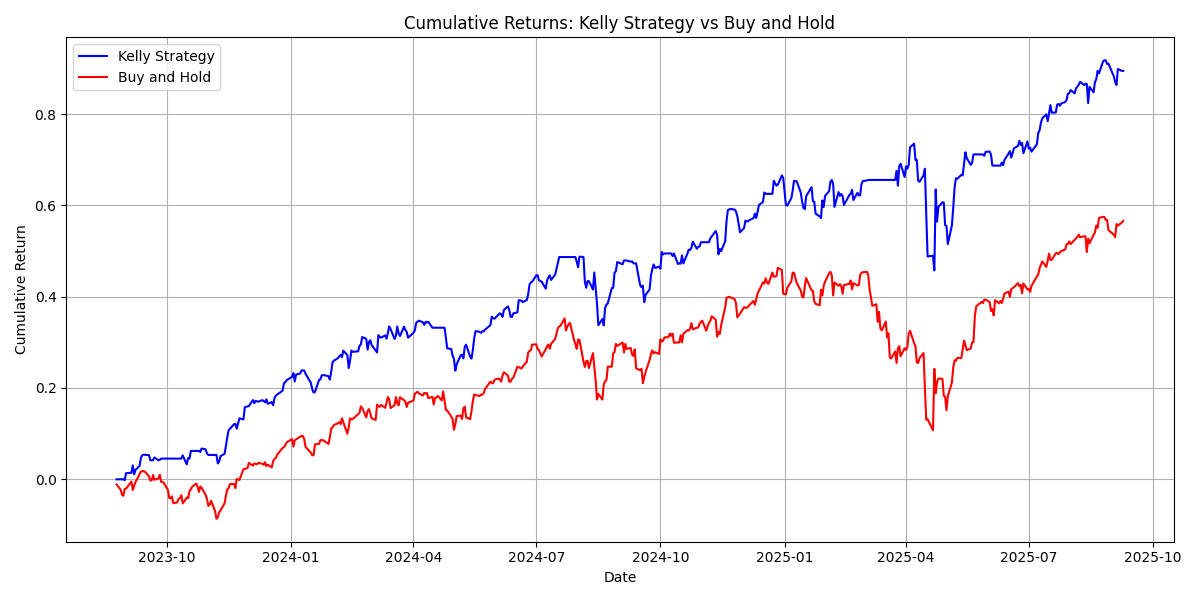 Cumulative Returns: Kelly Strategy vs Buy and Hold
Kelly Strategy
Buy and Hold
Cumulative Return
0.8
0.6
0.4
0.2
0.0
2023-10 2024-01 2024-04 2024-07 2024-10 2025-01 2025-04 2025-07 2025-10
Date